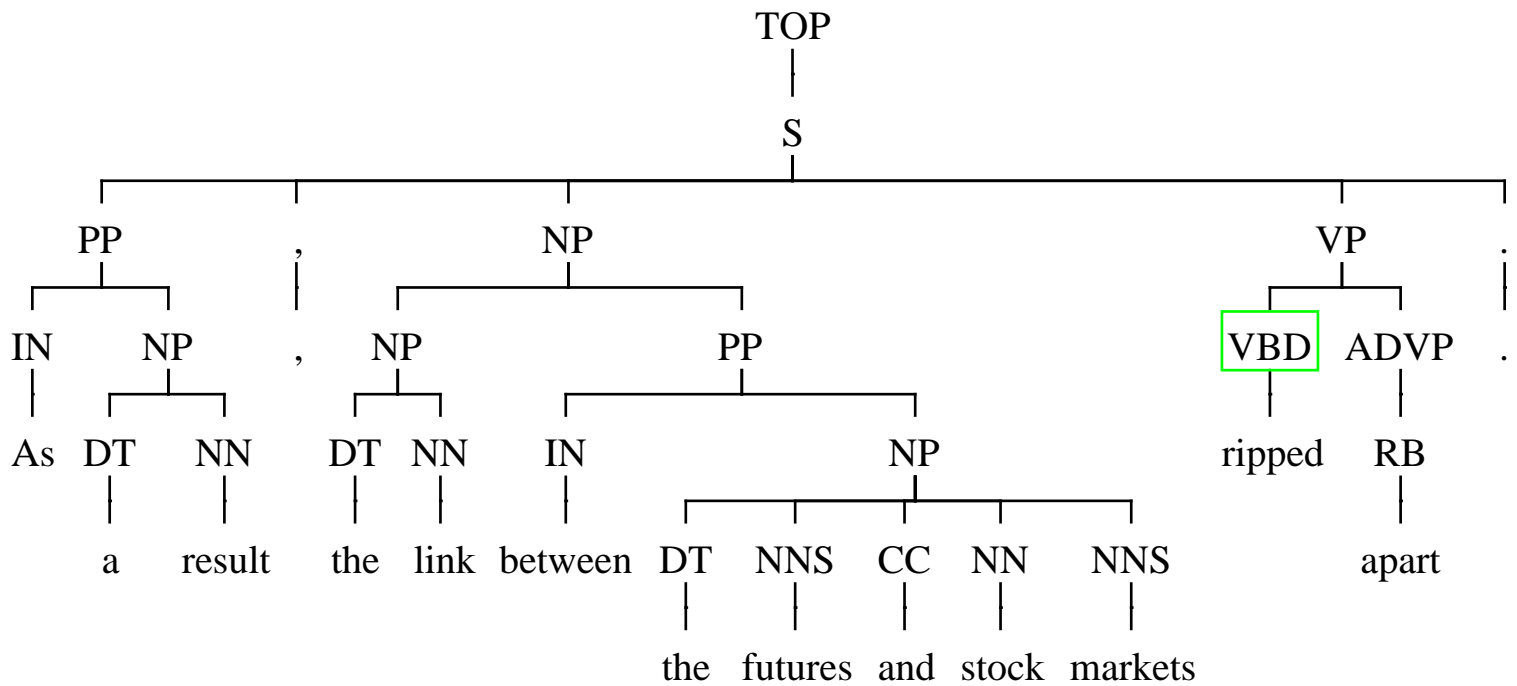 TOP
S
PP , NP VP .
IN NP , NP PP VBD ADVP .
As DT NN DT NN IN NP ripped RB
a result the link between DT NNS CC NN NNS apart
the futures and stock markets